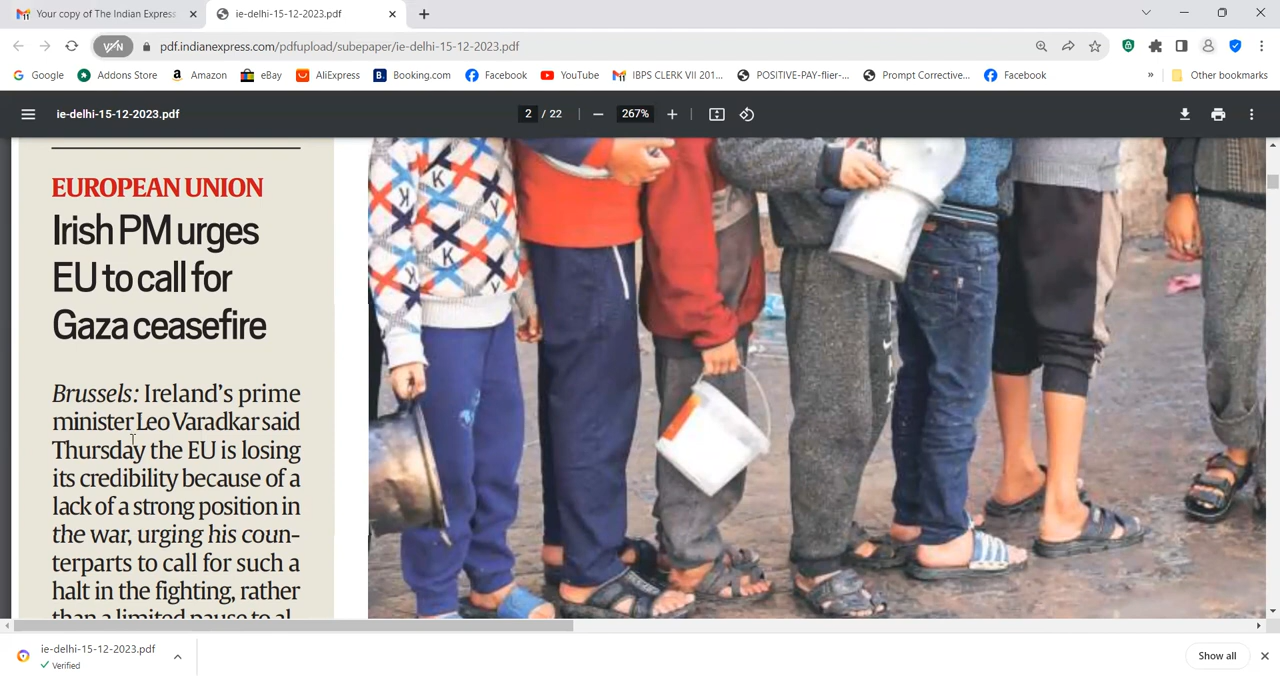 Your copy of The Indian Express
ie-delhi-15-12-2023.pdf
pdf.indianexpress.com/pdfupload/subepaper/ie-delhi-15-12-2023.pdf
Google
Addons Store
Amazon
eBay
AliExpress
Booking.com
Facebook
YouTube
IBPS CLERK VII 201...
POSITIVE-PAY-flier-...
Prompt Corrective...
Facebook
»
Other bookmarks
ie-delhi-15-12-2023.pdf
2 / 22
267%
EUROPEAN UNION
Irish PM urges
EU to call for
Gaza ceasefire
Brussels: Ireland's prime
minister Leo Varadkar said
Thursday the EU is losing
its credibility because of a
lack of a strong position in
the war, urging his coun-
terparts to call for such a
halt in the fighting, rather
than a limited pause to al-
ie-delhi-15-12-2023.pdf
Verified
Show all